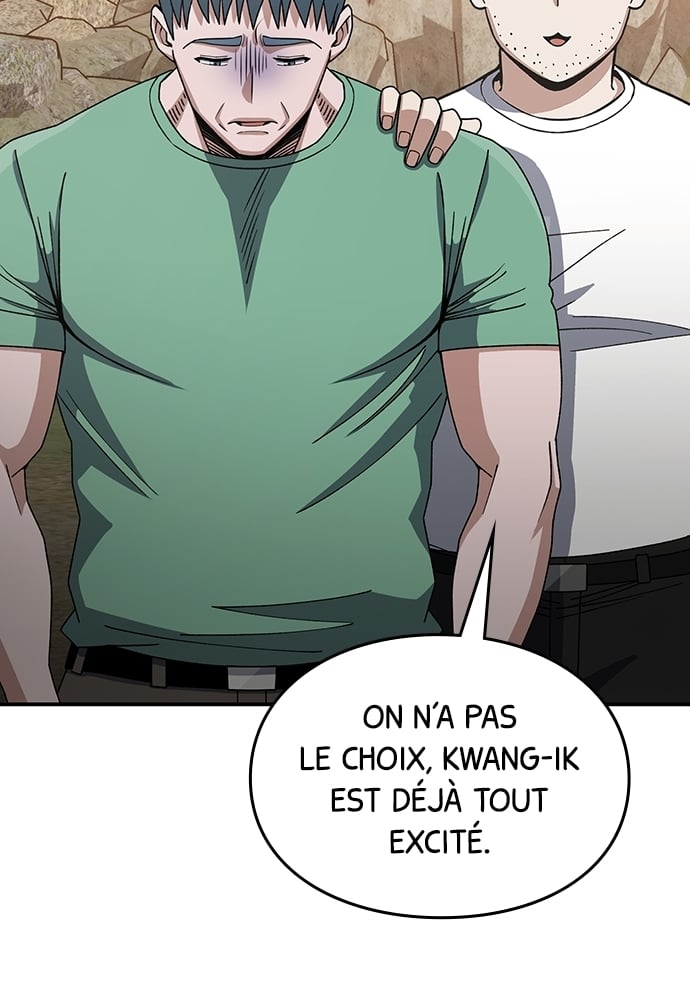 ON N'A PAS
LE CHOIX, KWANG-IK
EST DÉJÀ TOUT
EXCITÉ.